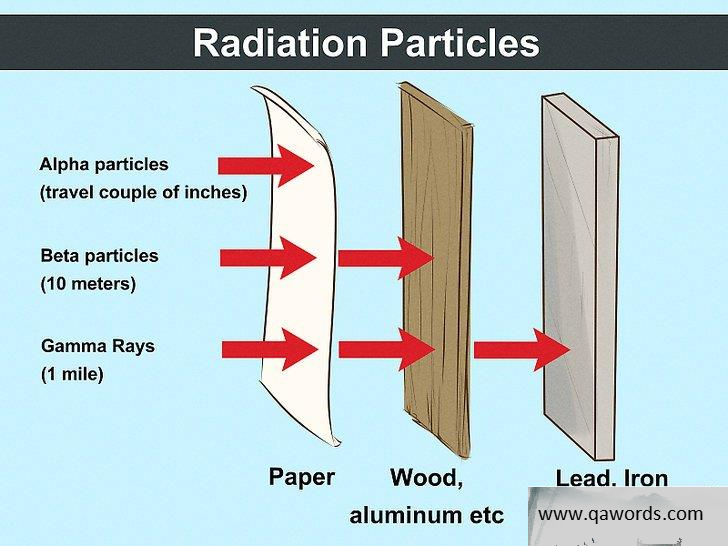 Radiation Particles
Alpha particles
(travel couple of inches)
Beta particles
(10 meters)
Gamma Rays
(1 mile)
Paper
Wood,
aluminum etc
Lead, Iron
www.qawords.com